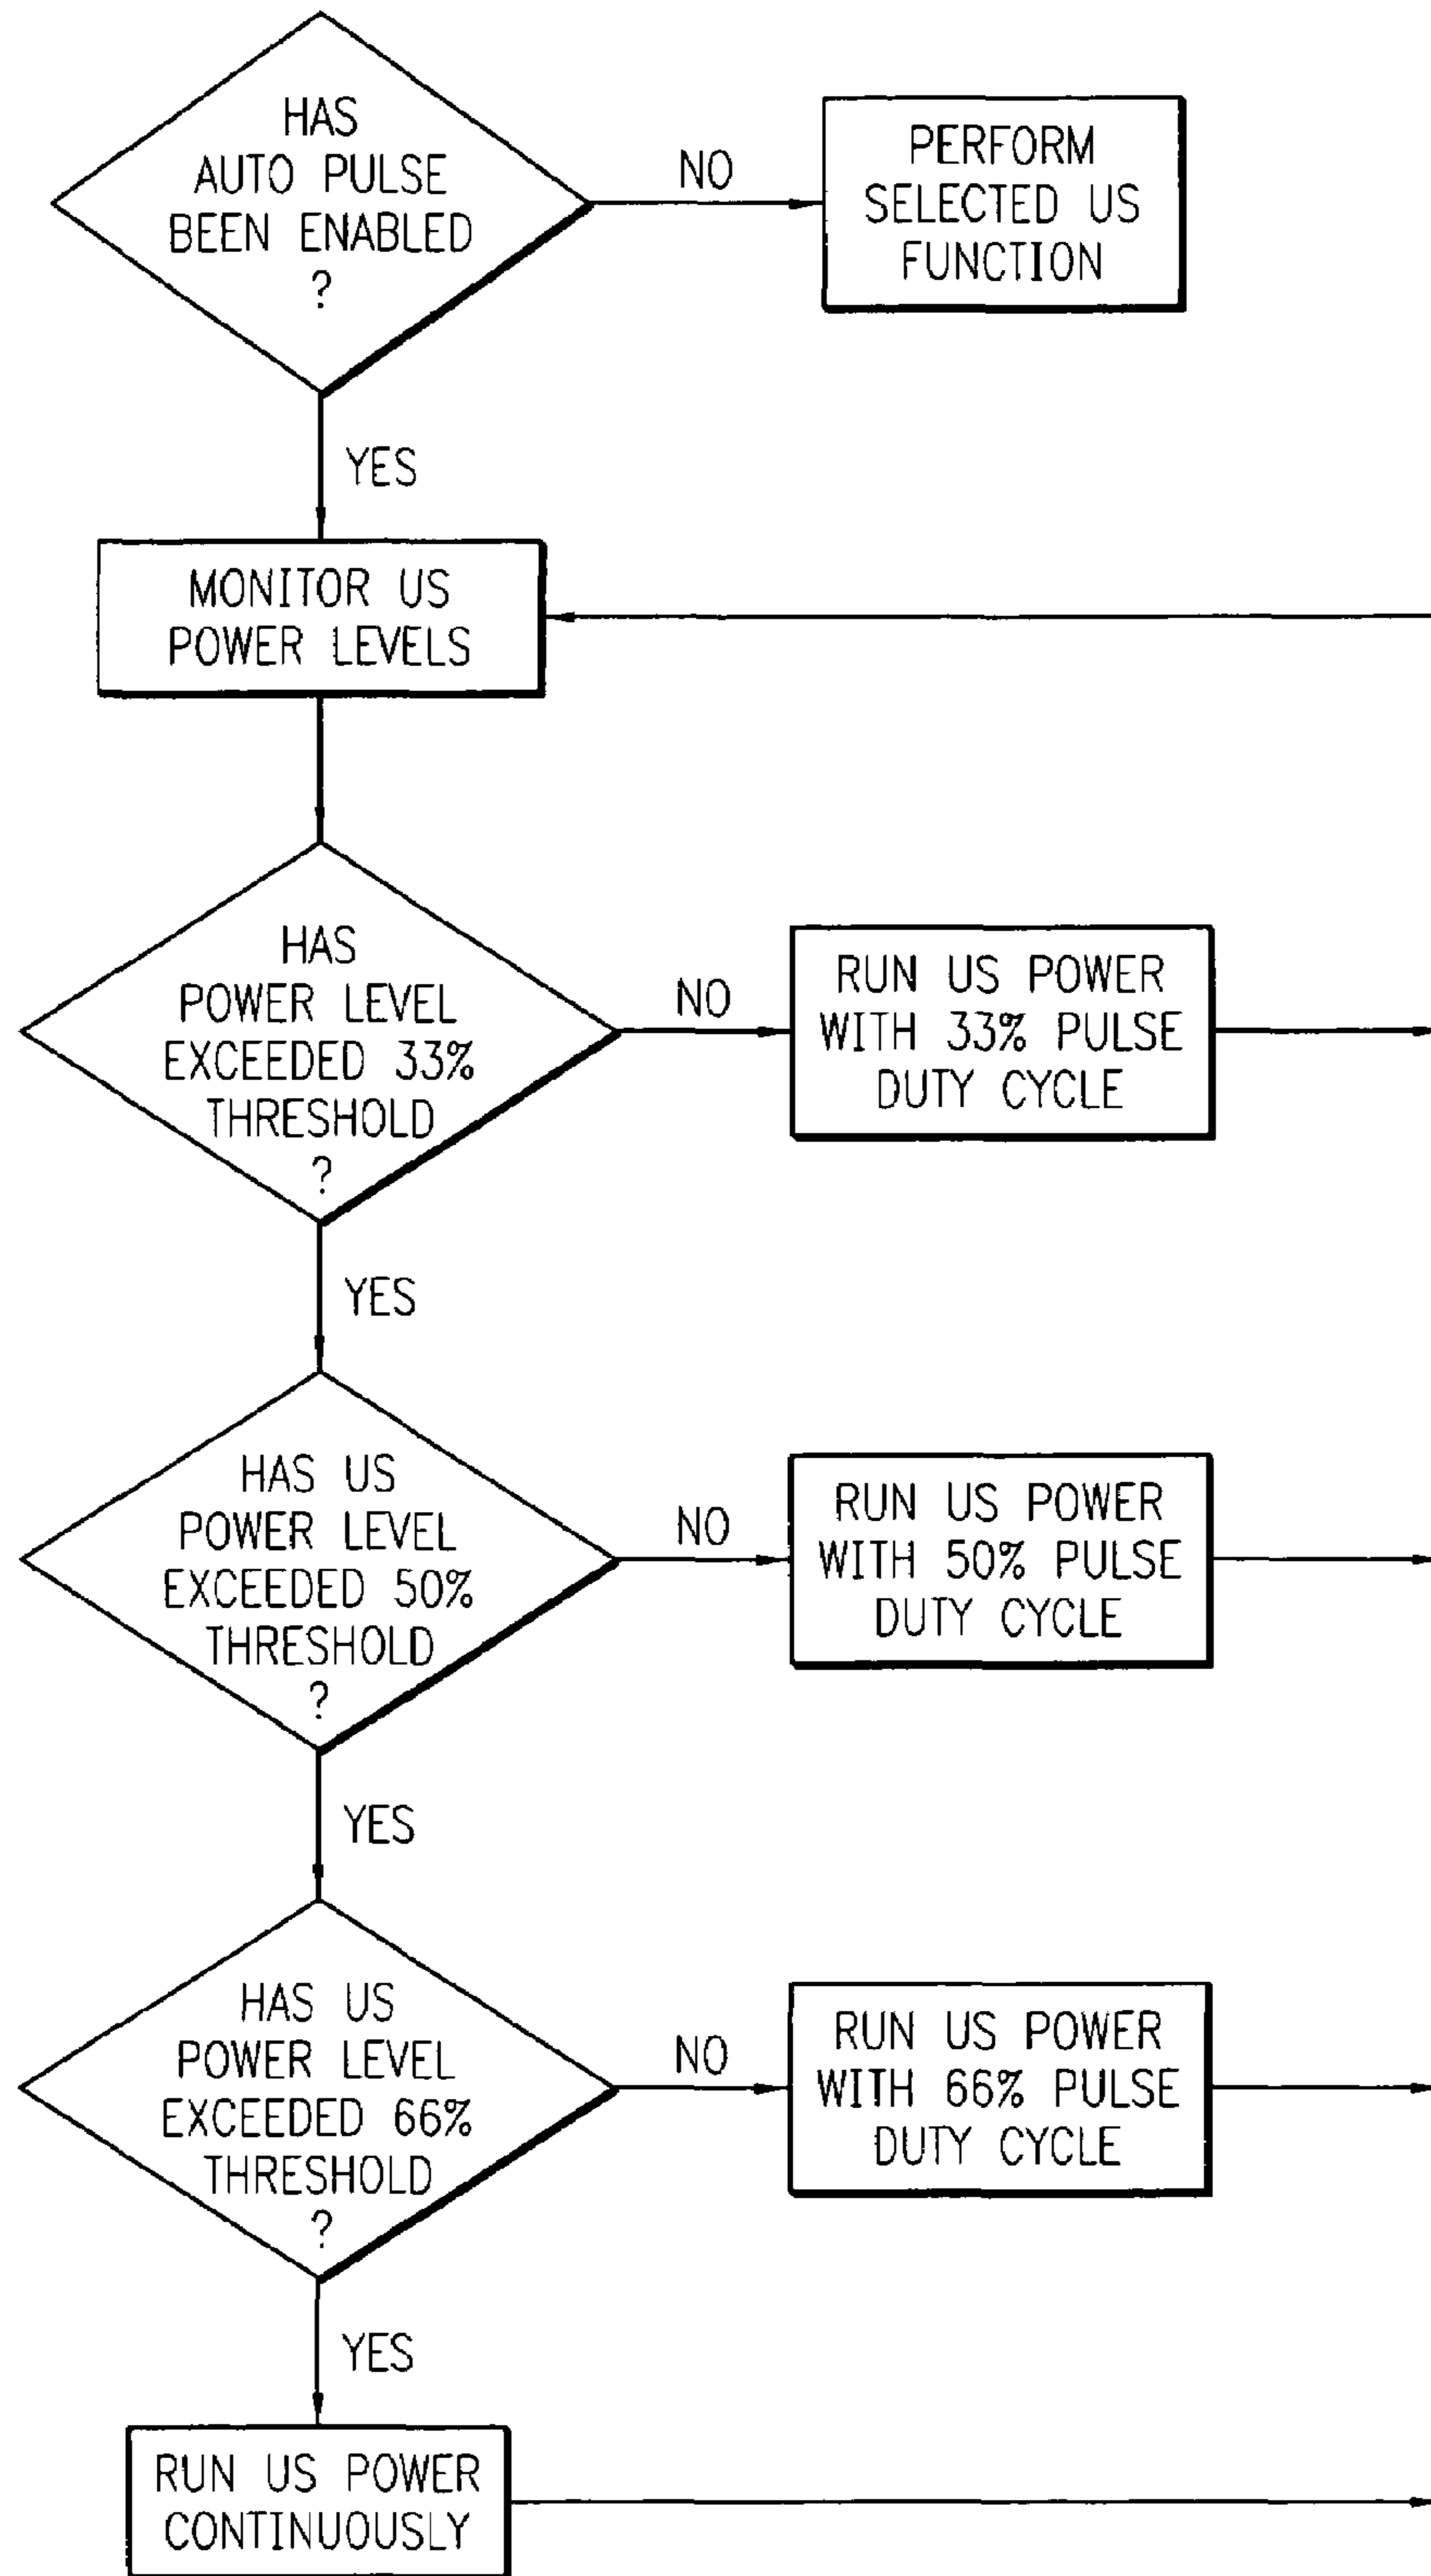 HAS
AUTO PULSE
BEEN ENABLED
?
NO
PERFORM
SELECTED US
FUNCTION
YES
MONITOR US
POWER LEVELS
HAS
POWER LEVEL
EXCEEDED 33%
THRESHOLD
?
NO
RUN US POWER
WITH 33% PULSE
DUTY CYCLE
YES
HAS US
POWER LEVEL
EXCEEDED 50%
THRESHOLD
?
NO
RUN US POWER
WITH 50% PULSE
DUTY CYCLE
YES
HAS US
POWER LEVEL
EXCEEDED 66%
THRESHOLD
?
NO
RUN US POWER
WITH 66% PULSE
DUTY CYCLE
YES
RUN US POWER
CONTINUOUSLY